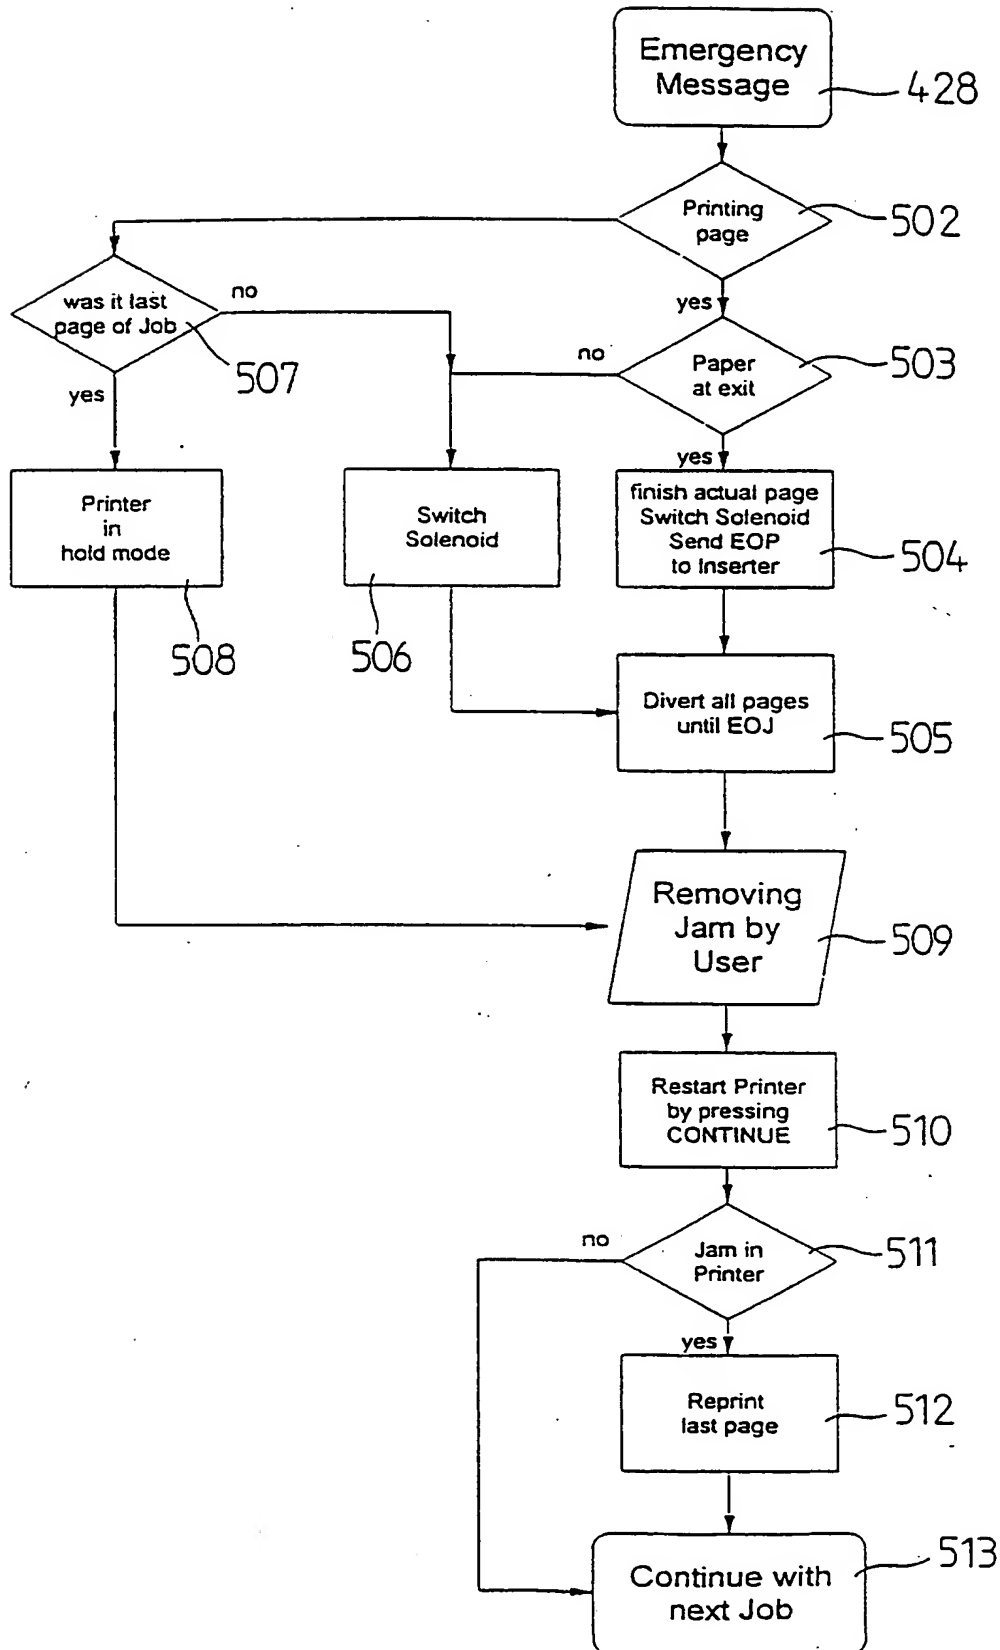 Emergency
Message
428
Printing
page
502
yes
was it last
page of Job
no
507
yes
no
Paper
at exit
503
yes
Printer
in
hold mode
508
Switch
Solenoid
506
finish actual page
Switch Solenoid
Send EOP
to Inserter
504
Divert all pages
until EOJ
505
Removing
Jam by
User
509
Restart Printer
by pressing
CONTINUE
510
no
Jam in
Printer
511
yes
Reprint
last page
512
Continue with
next Job
513